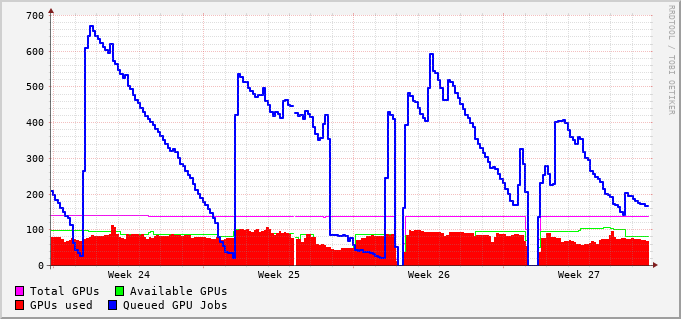 700
600
500
400
300
200
100
0
Week 24 Week 25 Week 26 Week 27
Total GPUs Available GPUs
GPUs used Queued GPU Jobs
RRDTOOL / TOBI OETIKER